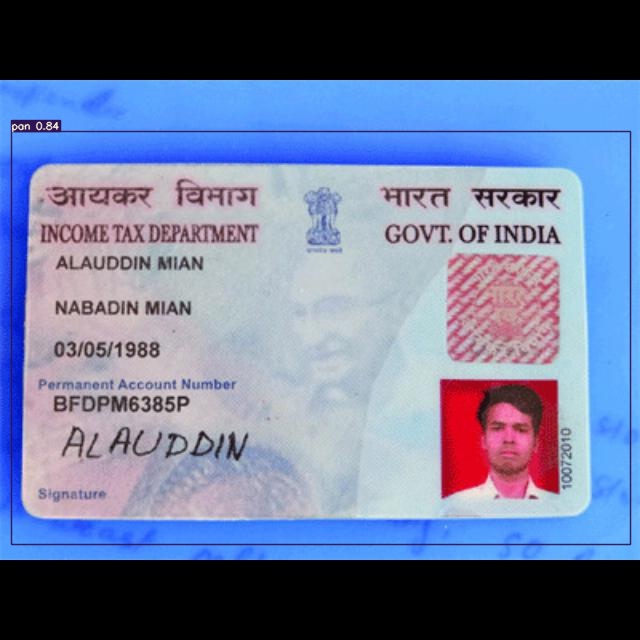 pan 0.84
आयकर विभाग
भारत सरकार
INCOME TAX DEPARTMENT
GOVT. OF INDIA
ALAUDDIN MIAN
NABADIN MIAN
03/05/1988
Permanent Account Number
BFDPM6385P
ALAUDDIN
Signature
10072010